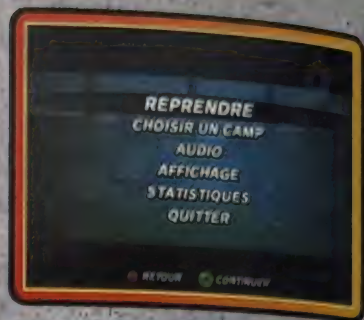 REPRENDRE
CHOISIR UN CAMP
AUDIO
AFFICHAGE
STATISTIQUES
QUITTER
RETOUR CONTINUER